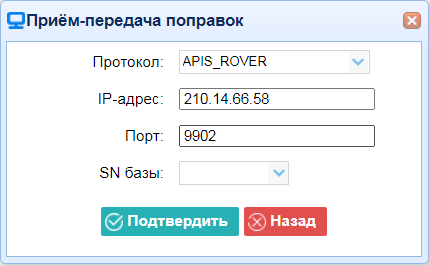 Приём-передача поправок
Протокол: APIS_ROVER
IP-адрес: 210.14.66.58
Порт: 9902
SN базы:
Подтвердить Назад